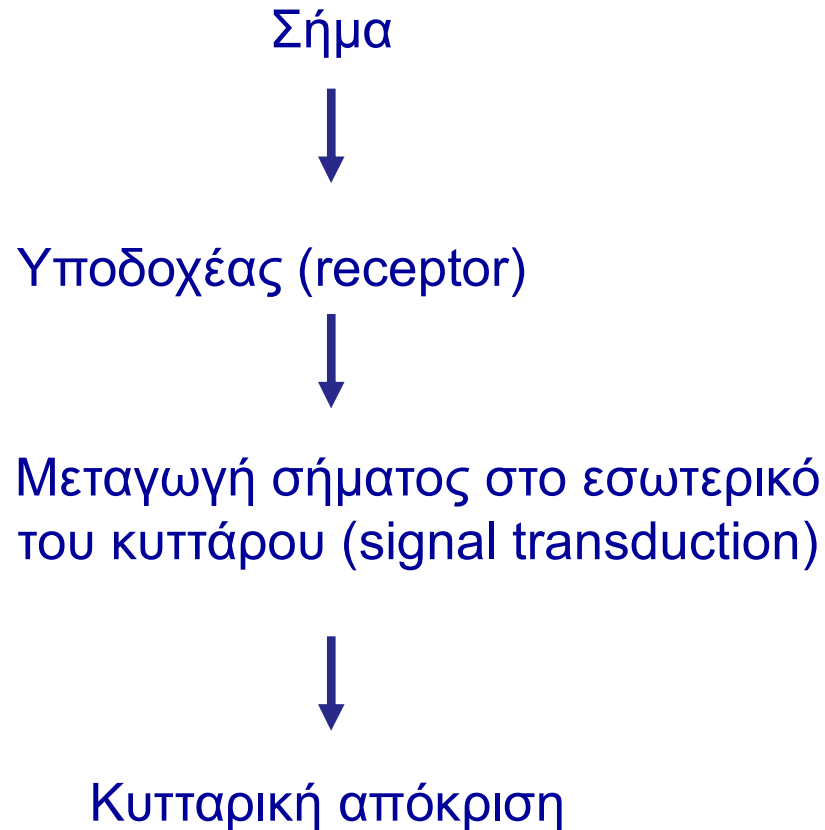 Σήμα
Υποδοχέας (receptor)
Μεταγωγή σήματος στο εσωτερικό
του κυττάρου (signal transduction)
Κυτταρική απόκριση